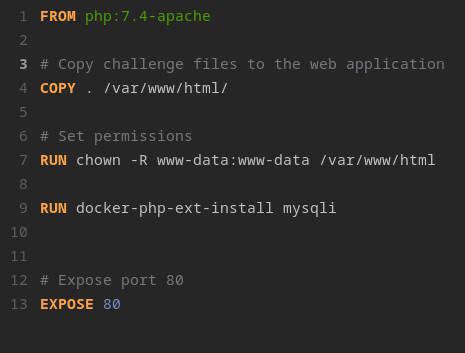 1 FROM php:7.4-apache
2
3 # Copy challenge files to the web application
4 COPY . /var/www/html/
5
6 # Set permissions
7 RUN chown -R www-data:www-data /var/www/html
8
9 RUN docker-php-ext-install mysqli
10
11
12 # Expose port 80
13 EXPOSE 80